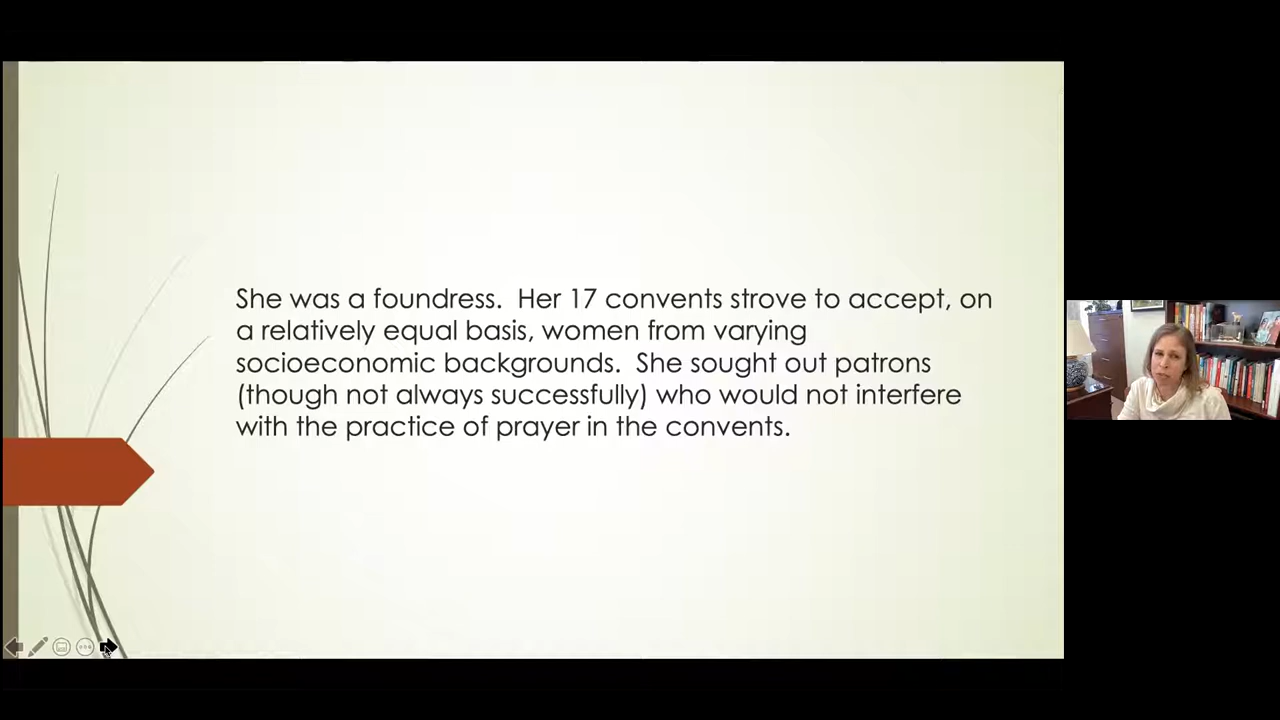 She was a foundress.  Her 17 convents strove to accept, on
a relatively equal basis, women from varying
socioeconomic backgrounds.  She sought out patrons
(though not always successfully) who would not interfere
with the practice of prayer in the convents.